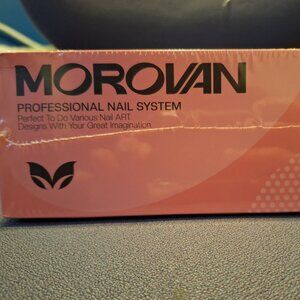 MOROVAN
PROFESSIONAL NAIL SYSTEM
Perfect To Do Various Nail ART
Designs With Your Great Imagination